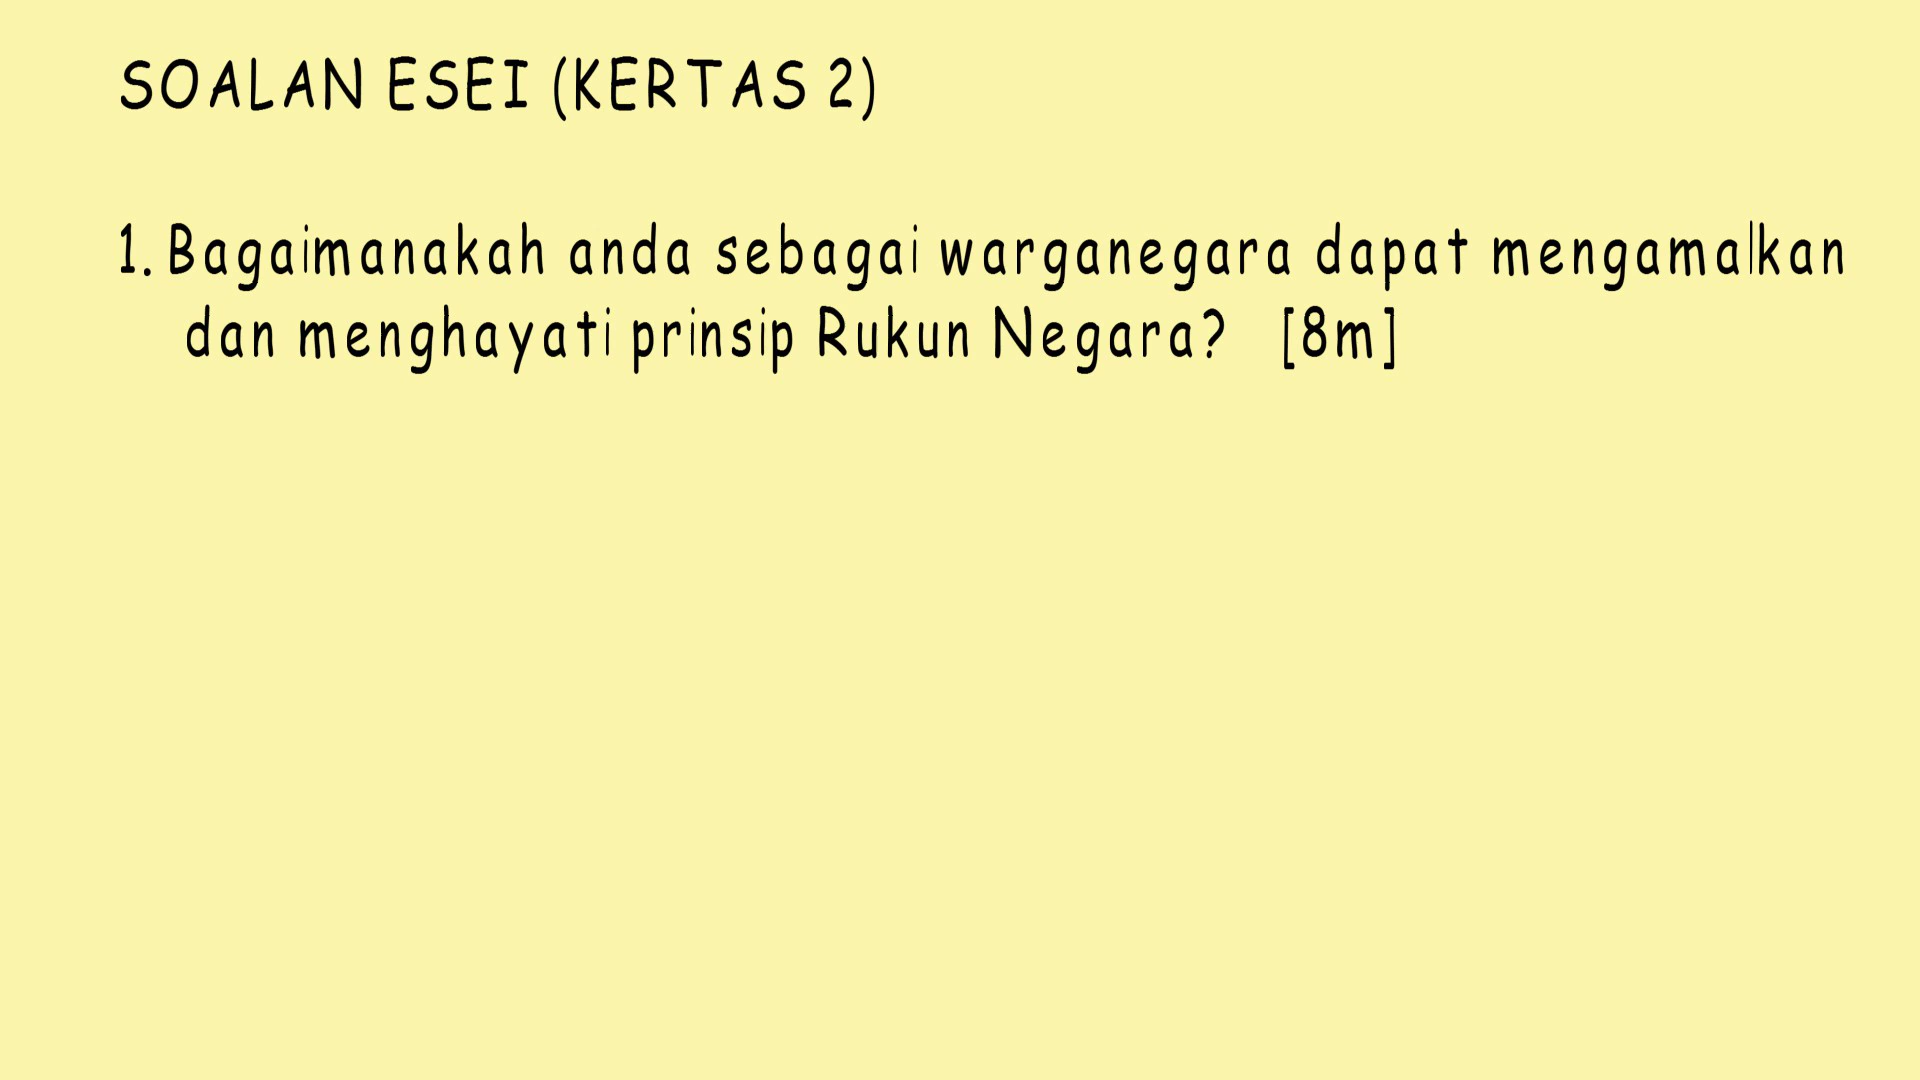 SOALAN ESEI (KERTAS 2)
1. Bagaimanakah anda sebagai warganegara dapat mengamalkan
dan menghayati prinsip Rukun Negara? [8m]